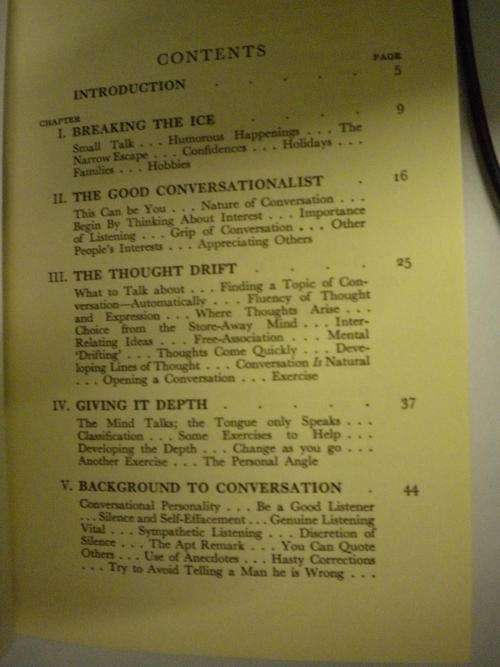 CONTENTS
PAGE
INTRODUCTION . . . . . 5
CHAPTER
I. BREAKING THE ICE . . . . . 9
Small Talk . . . Humorous Happenings . . . The
Narrow Escape . . . Confidences . . . Holidays . . .
Families . . . Hobbies
II. THE GOOD CONVERSATIONALIST . 16
This Can be You . . . Nature of Conversation . . .
Begin By Thinking About Interest . . . Importance
of Listening . . . Grip of Conversation . . . Other
People's Interests . . . Appreciating Others
III. THE THOUGHT DRIFT . . . . . 25
What to Talk about . . . Finding a Topic of Con-
versation—Automatically . . . Fluency of Thought
and Expression . . . Where Thoughts Arise . . .
Choice from the Store-Away Mind . . . Inter-
Relating Ideas . . . Free-Association . . . Mental
'Drifting' . . . Thoughts Come Quickly . . . Deve-
loping Lines of Thought . . . Conversation Is Natural
. . . Opening a Conversation . . . Exercise
IV. GIVING IT DEPTH . . . . . 37
The Mind Talks; the Tongue only Speaks . . .
Classification . . . Some Exercises to Help . . .
Developing the Depth . . . Change as you go . . .
Another Exercise . . . The Personal Angle
V. BACKGROUND TO CONVERSATION . 44
Conversational Personality . . . Be a Good Listener
. . . Silence and Self-Effacement . . . Genuine Listening
Vital . . . Sympathetic Listening . . . Discretion of
Silence . . . The Apt Remark . . . You Can Quote
Others . . . Use of Anecdotes . . . Hasty Corrections
. . . Try to Avoid Telling a Man he is Wrong . . .